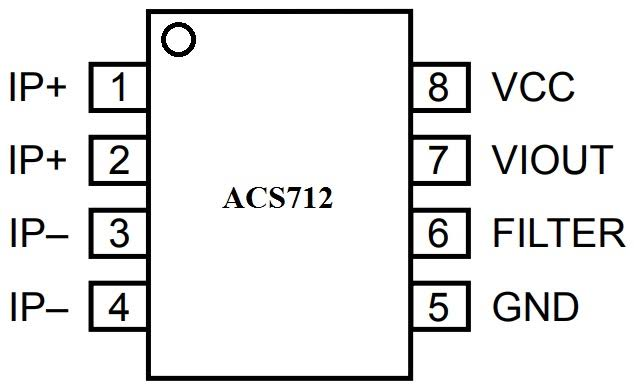 IP+ 1 8 VCC
IP+ 2 7 VIOUT
ACS712
IP– 3 6 FILTER
IP– 4 5 GND